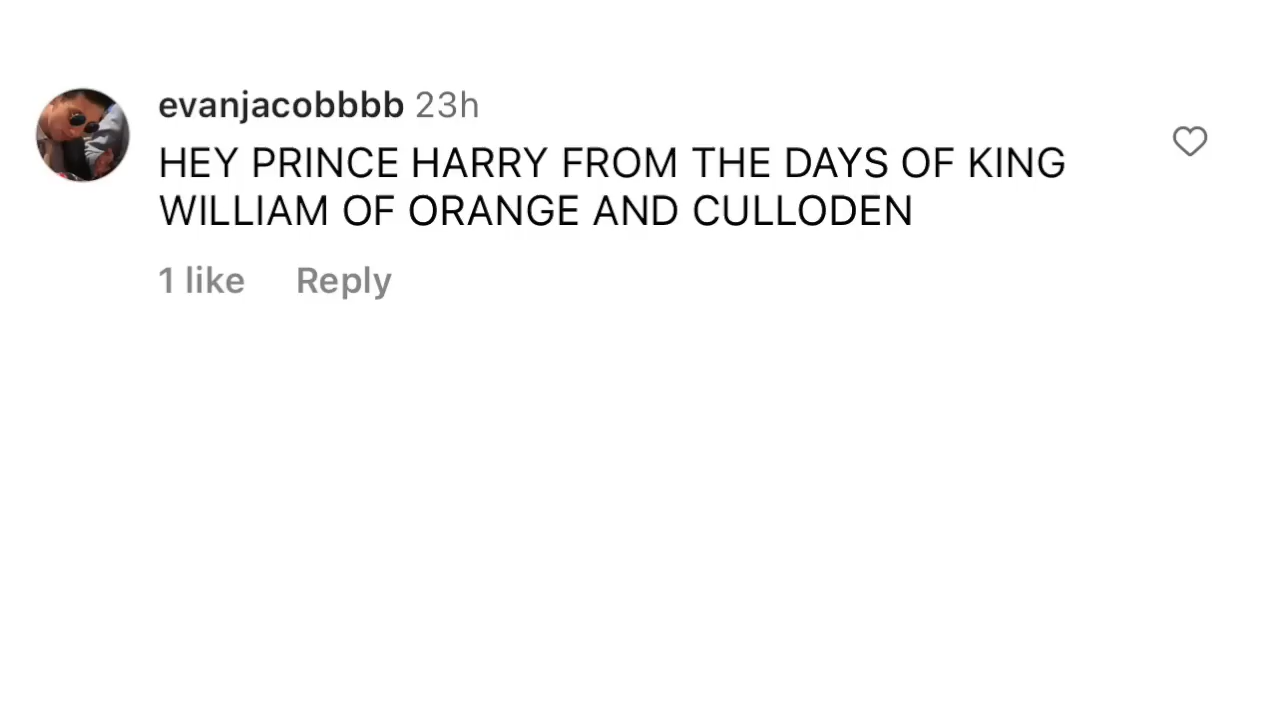 evanjacobbbb 23h
HEY PRINCE HARRY FROM THE DAYS OF KING
WILLIAM OF ORANGE AND CULLODEN
1 like Reply